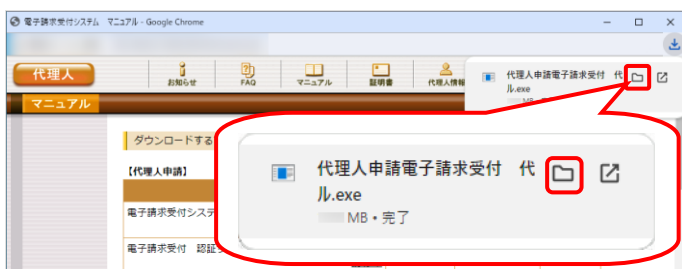 電子請求受付システム　マニュアル - Google Chrome
代理人
お知らせ
FAQ
マニュアル
証明書
代理人情報
代理人申請電子請求受付　代
ル.exe
MB・完了
マニュアル
ダウンロードする
【代理人申請】
電子請求受付システ
電子請求受付　認証
代理人申請電子請求受付　代
ル.exe
MB・完了